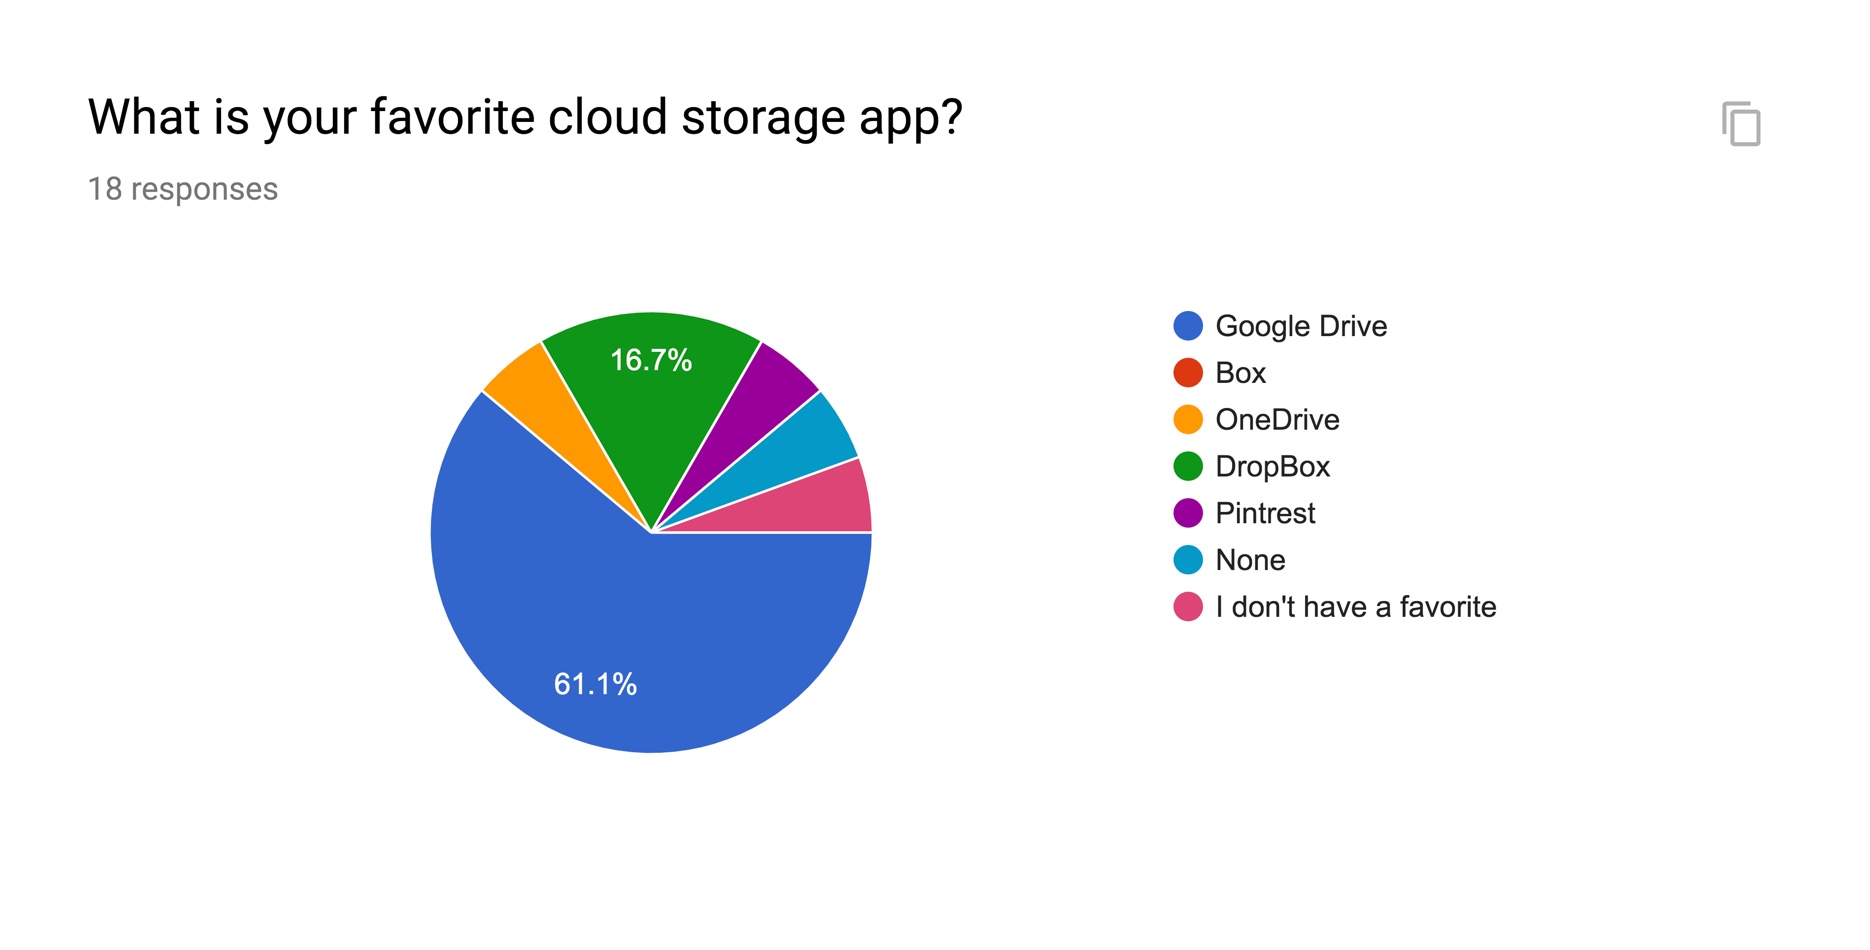 What is your favorite cloud storage app?
18 responses
16.7%
61.1%
Google Drive
Box
OneDrive
DropBox
Pintrest
None
I don't have a favorite